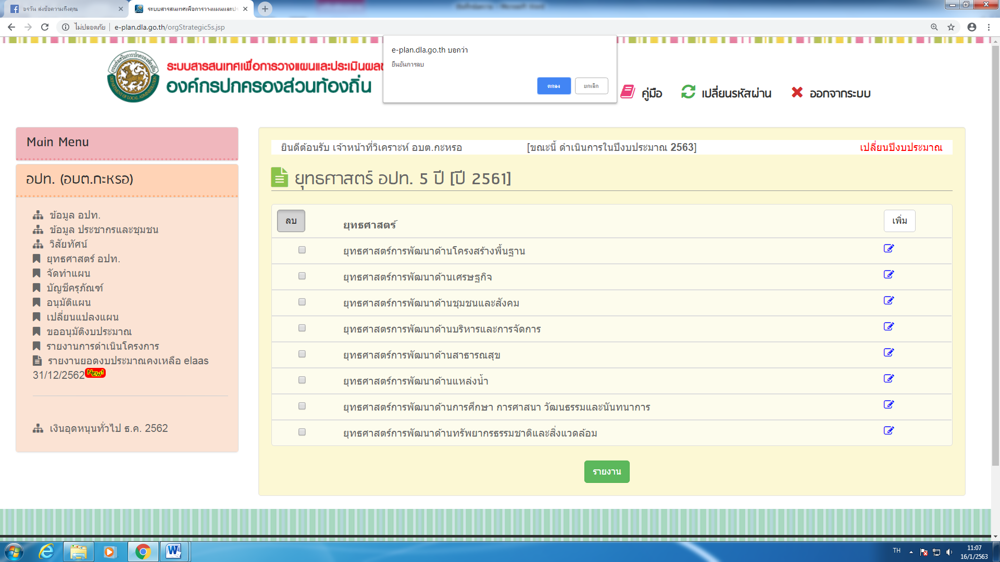 อรวัน ส่งข้อความถึงคุณ
ระบบสารสนเทศเพื่อการวางแผนและปร
ไม่ปลอดภัย | e-plan.dla.go.th/orgStrategic5s.jsp
e-plan.dla.go.th บอกว่า
ยืนยันการลบ
ตกลง
ยกเลิก
ระบบสารสนเทศเพื่อการวางแผนและประเมินผลข
องค์กรปกครองส่วนท้องถิ่น
คู่มือ
เปลี่ยนรหัสผ่าน
ออกจากระบบ
Main Menu
อปท. (อบต.กะหรอ)
ข้อมูล อปท.
ข้อมูล ประชากรและชุมชน
วิสัยทัศน์
ยุทธศาสตร์ อปท.
จัดทำแผน
บัญชีครุภัณฑ์
อนุมัติแผน
เปลี่ยนแปลงแผน
ขออนุมัติงบประมาณ
รายงานการดำเนินโครงการ
รายงานยอดงบประมาณคงเหลือ elaas
31/12/2562 New!
เงินอุดหนุนทั่วไป ธ.ค. 2562
ยินดีต้อนรับ เจ้าหน้าที่วิเคราะห์ อบต.กะหรอ [ขณะนี้ ดำเนินการในปีงบประมาณ 2563] เปลี่ยนปีงบประมาณ
ยุทธศาสตร์ อปท. 5 ปี [ปี 2561]
ลบ ยุทธศาสตร์ เพิ่ม
ยุทธศาสตร์การพัฒนาด้านโครงสร้างพื้นฐาน
ยุทธศาสตร์การพัฒนาด้านเศรษฐกิจ
ยุทธศาสตร์การพัฒนาด้านชุมชนและสังคม
ยุทธศาสตรการพัฒนาด้านบริหารและการจัดการ
ยุทธศาสตร์การพัฒนาด้านสาธารณสุข
ยุทธศาสตร์การพัฒนาด้านแหล่งน้ำ
ยุทธศาสตร์การพัฒนาด้านการศึกษา การศาสนา วัฒนธรรมและนันทนาการ
ยุทธศาสตร์การพัฒนาด้านทรัพยากรธรรมชาติและสิ่งแวดล้อม
รายงาน
TH
11:07
16/1/2563